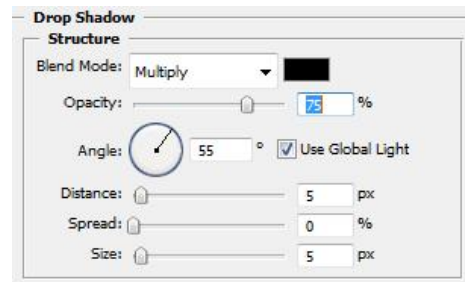 Drop Shadow
Structure
Blend Mode: Multiply
Opacity: 75 %
Angle: 55 ° Use Global Light
Distance: 5 px
Spread: 0 %
Size: 5 px